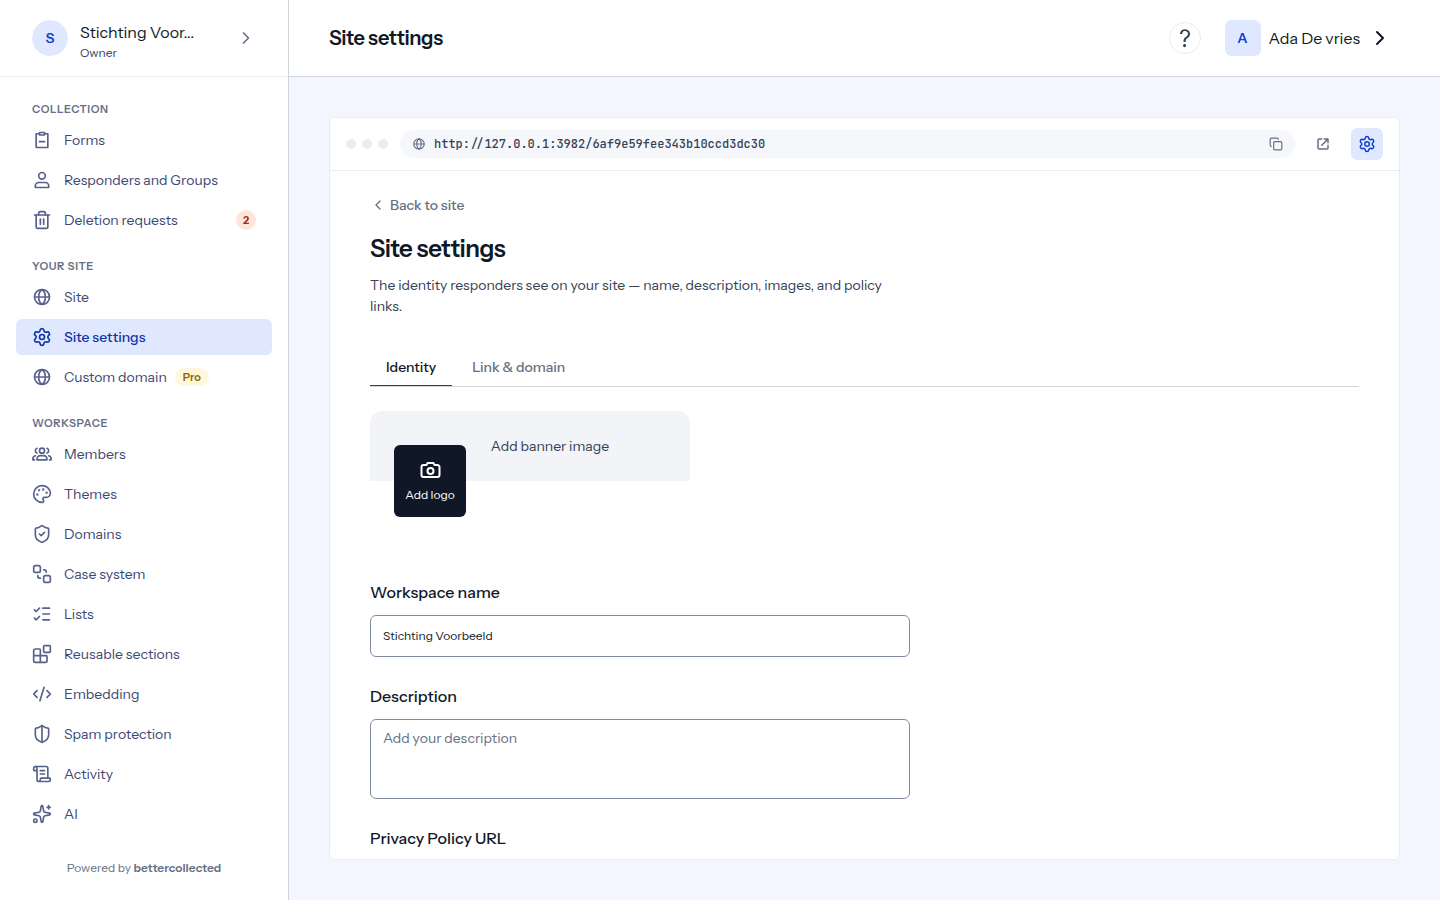 S
Stichting Voor...
Owner
COLLECTION
Forms
Responders and Groups
Deletion requests
2
YOUR SITE
Site
Site settings
Custom domain
Pro
WORKSPACE
Members
Themes
Domains
Case system
Lists
Reusable sections
Embedding
Spam protection
Activity
AI
Powered by bettercollected
Site settings
?
A
Ada De vries
http://127.0.0.1:3982/6af9e59fee343b10ccd3dc30
Back to site
Site settings
The identity responders see on your site — name, description, images, and policy
links.
Identity
Link & domain
Add banner image
Add logo
Workspace name
Stichting Voorbeeld
Description
Add your description
Privacy Policy URL